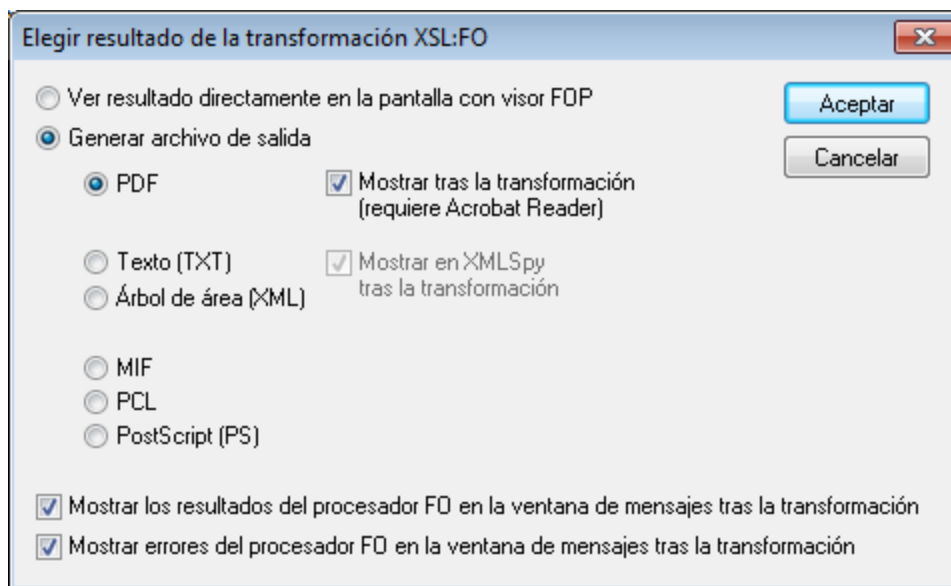 Elegir resultado de la transformación XSL:FO
Ver resultado directamente en la pantalla con visor FOP
Aceptar
Generar archivo de salida
Cancelar
PDF
Mostrar tras la transformación
(requiere Acrobat Reader)
Texto (TXT)
Mostrar en XMLSpy
tras la transformación
Árbol de área (XML)
MIF
PCL
PostScript (PS)
Mostrar los resultados del procesador FO en la ventana de mensajes tras la transformación
Mostrar errores del procesador FO en la ventana de mensajes tras la transformación